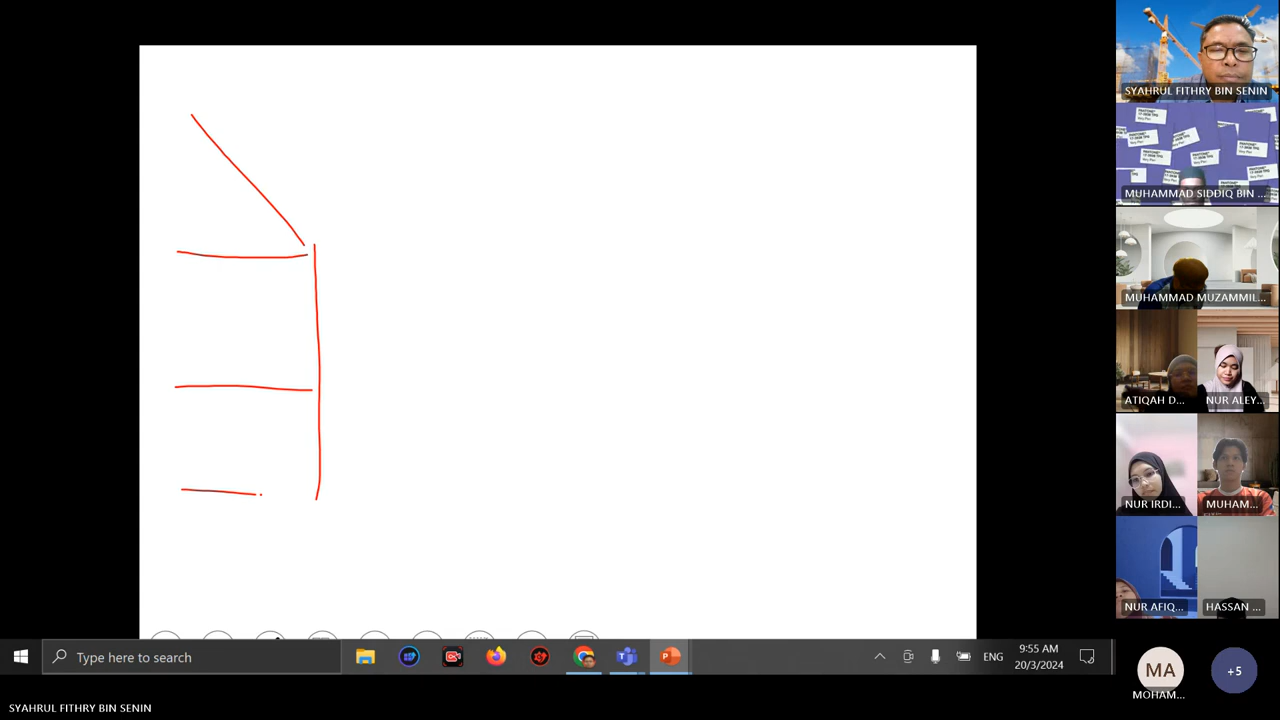 SYAHRUL FITHRY BIN SENIN
MUHAMMAD SIDDIQ BIN ...
MUHAMMAD MUZAMMIL...
ATIQAH D...
NUR ALEY...
NUR IRDI...
MUHAM...
NUR AFIQ...
HASSAN ...
MA
MOHAM...
+5
Type here to search
ENG
9:55 AM
20/3/2024
SYAHRUL FITHRY BIN SENIN